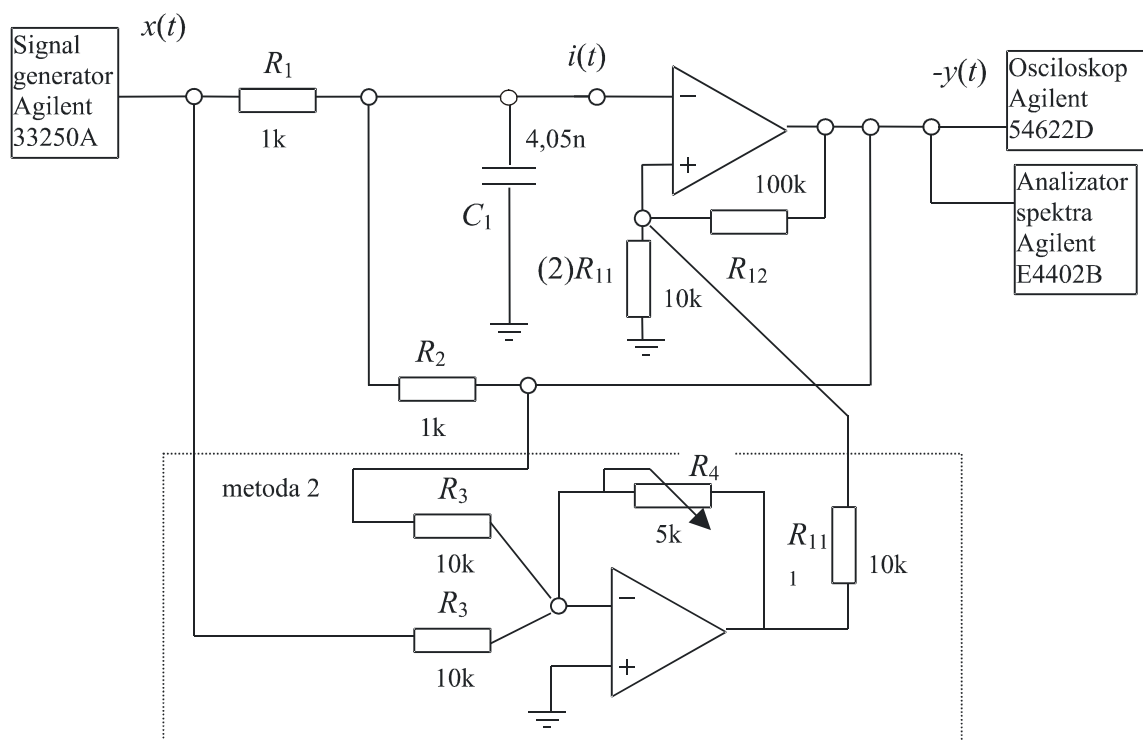 x(t)
Signal
generator
Agilent
33250A
R1
1k
i(t)
-y(t)
Osciloskop
Agilent
54622D
4,05n
C1
−
+
100k
R12
(2)R11
10k
Analizator
spektra
Agilent
E4402B
R2
1k
metoda 2
R3
10k
R3
10k
R4
5k
−
+
R11
1
10k